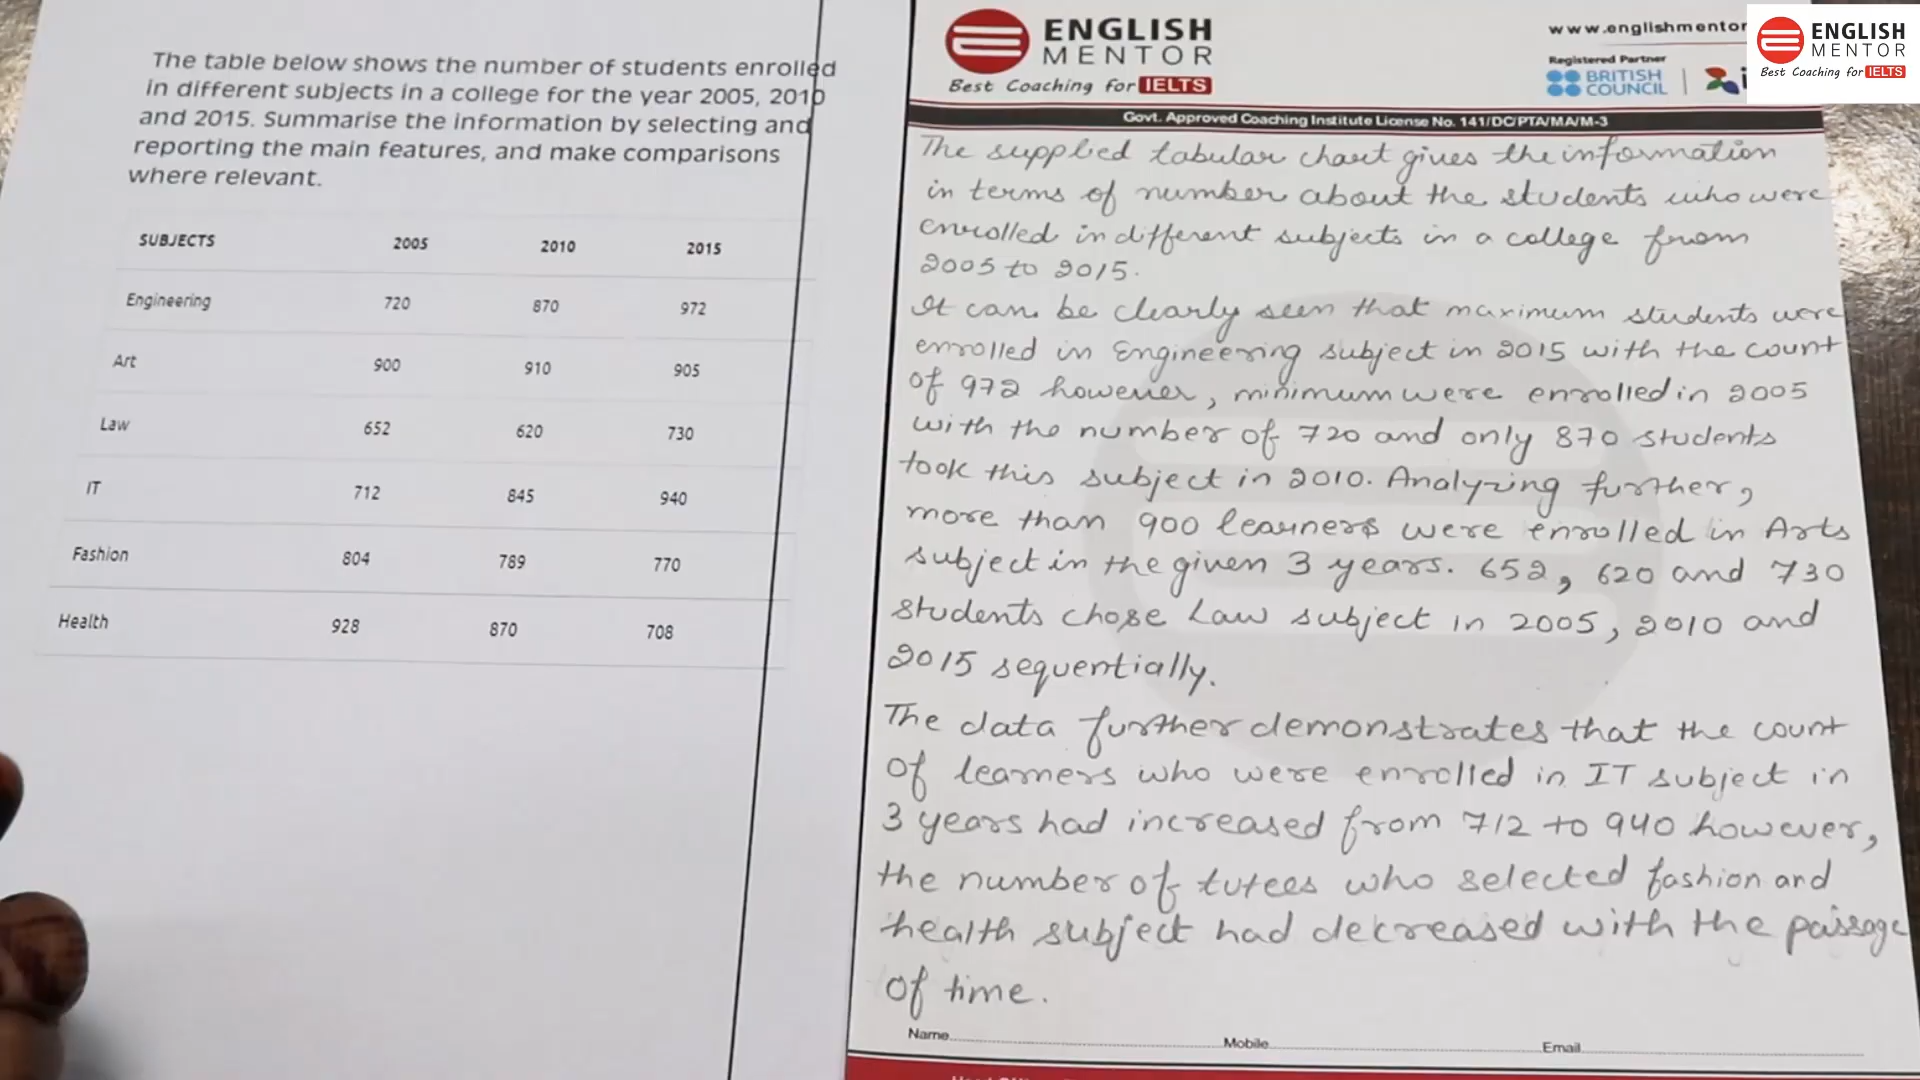 The table below shows the number of students enrolled
in different subjects in a college for the year 2005, 2010
and 2015. Summarise the information by selecting and
reporting the main features, and make comparisons
where relevant.
SUBJECTS 2005 2010 2015
Engineering 720 870 972
Art 900 910 905
Law 652 620 730
IT 712 845 940
Fashion 804 789 770
Health 928 870 708
ENGLISH
MENTOR
Best Coaching for IELTS
www.englishmentor
Registered Partner
BRITISH
COUNCIL
ENGLISH
MENTOR
Best Coaching for IELTS
Govt. Approved Coaching Institute License No. 141/DC/PTA/MA/M-3
The supplied tabular chart gives the information
in terms of number about the students who were
enrolled in different subjects in a college from
2005 to 2015.
It can be clearly seen that maximum students were
enrolled in Engineering subject in 2015 with the count
of 972 however, minimum were enrolled in 2005
with the number of 720 and only 870 students
took this subject in 2010. Analyzing further,
more than 900 learners were enrolled in Arts
subject in the given 3 years. 652, 620 and 730
students chose Law subject in 2005, 2010 and
2015 sequentially.
The data further demonstrates that the count
of learners who were enrolled in IT subject in
3 years had increased from 712 to 940 however,
the number of tutees who selected fashion and
health subject had decreased with the passage
of time.
Name Mobile Email